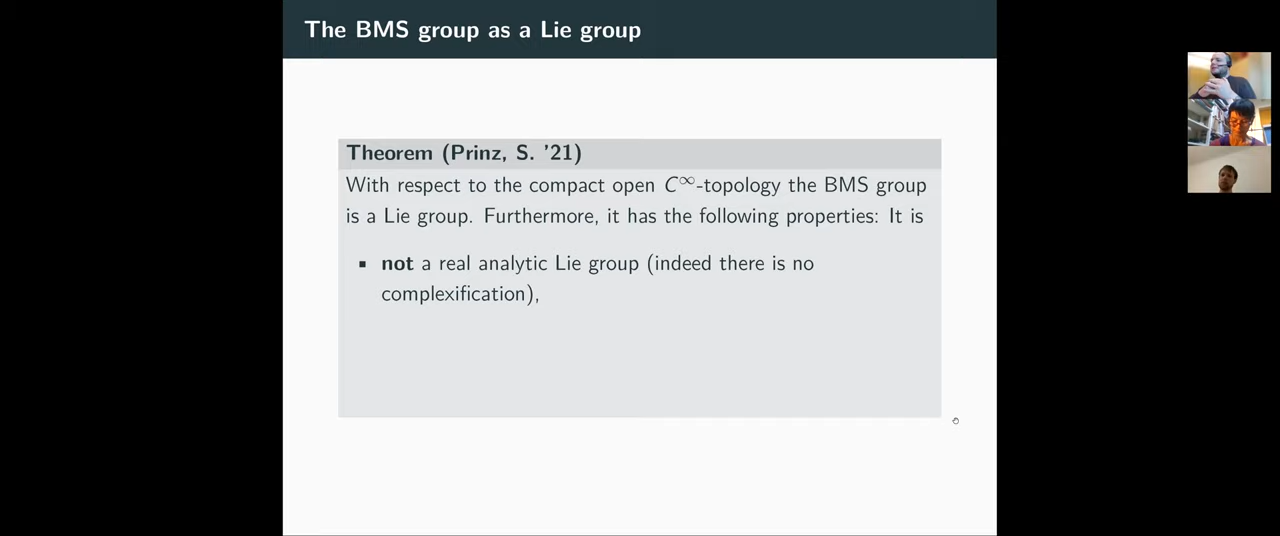 The BMS group as a Lie group
Theorem (Prinz, S. '21)
With respect to the compact open C∞-topology the BMS group
is a Lie group. Furthermore, it has the following properties: It is
▪ not a real analytic Lie group (indeed there is no
complexification),